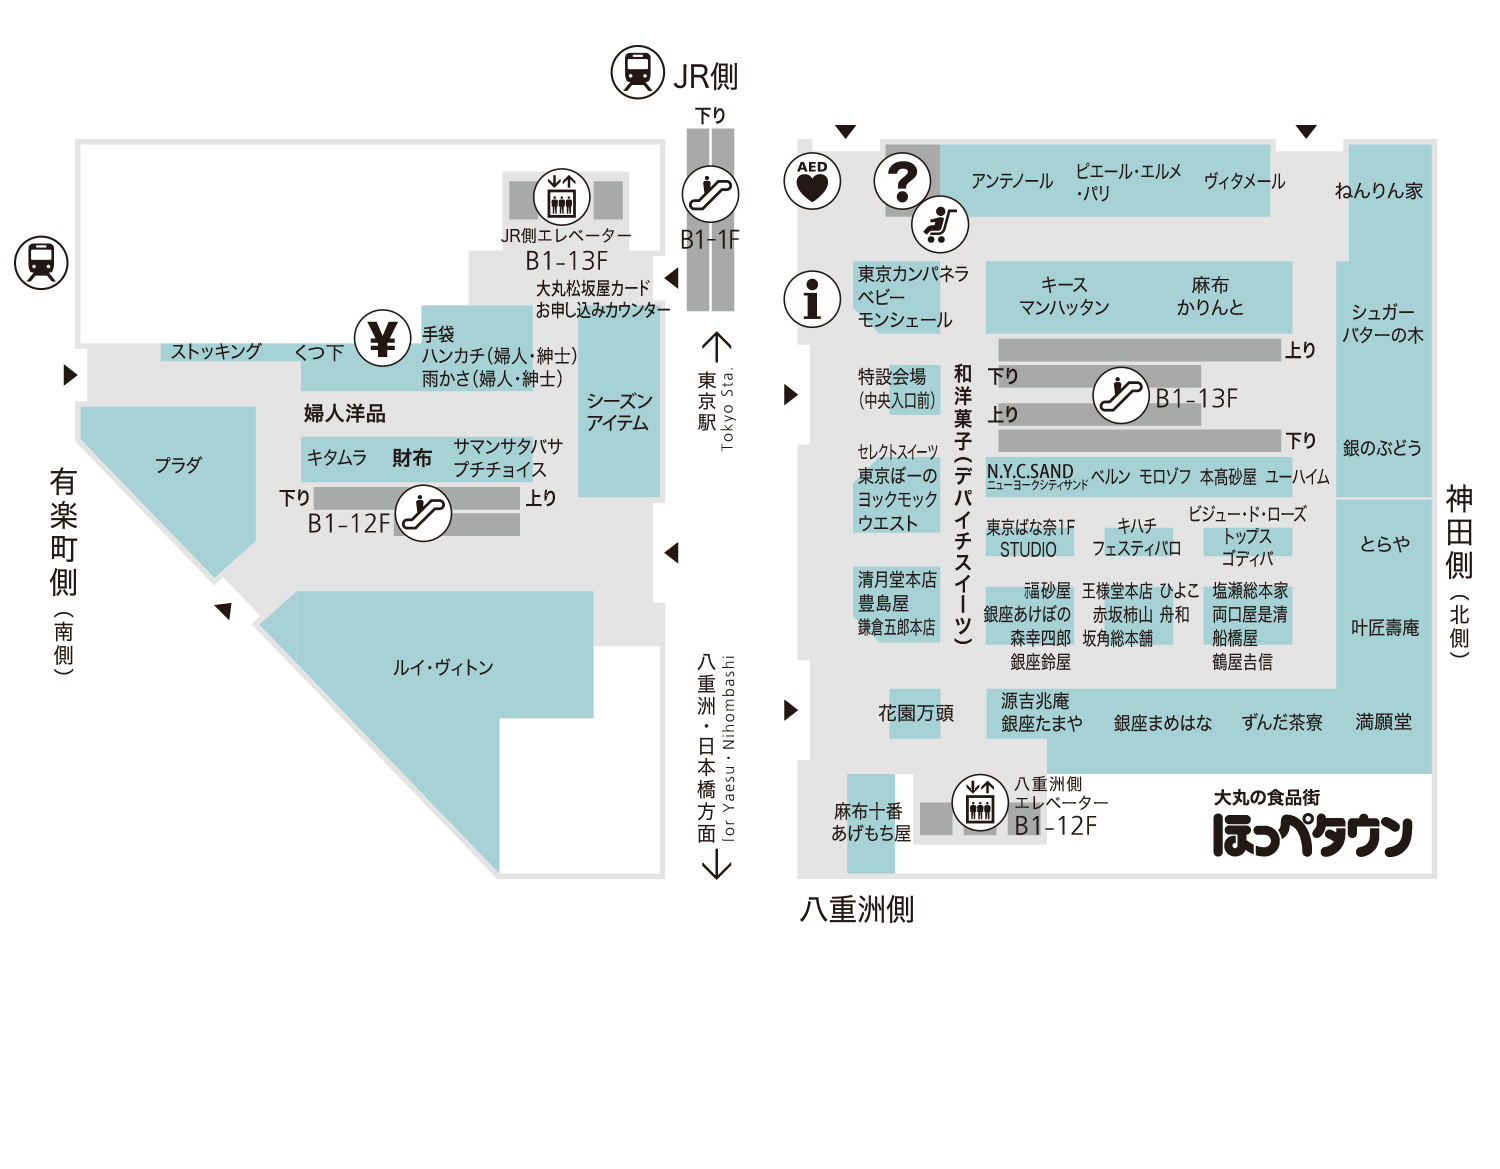 JR側
下り
B1-1F
JR側エレベーター
B1-13F
大丸松坂屋カード
お申し込みカウンター
¥
手袋
ハンカチ（婦人・紳士）
雨かさ（婦人・紳士）
ストッキング
くつ下
婦人洋品
シーズン
アイテム
プラダ
キタムラ
財布
サマンサタバサ
プチチョイス
下り
上り
B1-12F
ルイ・ヴィトン
有楽町側（南側）
東京駅
Tokyo Sta.
八重洲・日本橋方面
for Yaesu・Nihombashi
AED
?
i
アンテノール
ピエール・エルメ
・パリ
ヴィタメール
ねんりん家
東京カンパネラ
ベビー
モンシェール
キース
マンハッタン
麻布
かりんと
シュガー
バターの木
上り
下り
上り
下り
B1-13F
特設会場
（中央入口前）
和洋菓子（デパイチスイーツ）
銀のぶどう
セレクトスイーツ
東京ぼーの
ヨックモック
ウエスト
N.Y.C.SAND
ニューヨークシティサンド
ベルン
モロゾフ
本髙砂屋
ユーハイム
東京ばな奈1F
STUDIO
キハチ
フェスティバロ
ビジュー・ド・ローズ
トップス
ゴディバ
とらや
清月堂本店
豊島屋
鎌倉五郎本店
福砂屋
銀座あけぼの
森幸四郎
銀座鈴屋
王様堂本店 ひよこ
赤坂柿山 舟和
坂角総本舖
塩瀬総本家
両口屋是清
船橋屋
鶴屋𠮷信
叶匠壽庵
花園万頭
源吉兆庵
銀座たまや
銀座まめはな
ずんだ茶寮
満願堂
麻布十番
あげもち屋
八重洲側
エレベーター
B1-12F
大丸の食品街
ほっぺタウン
神田側（北側）
八重洲側